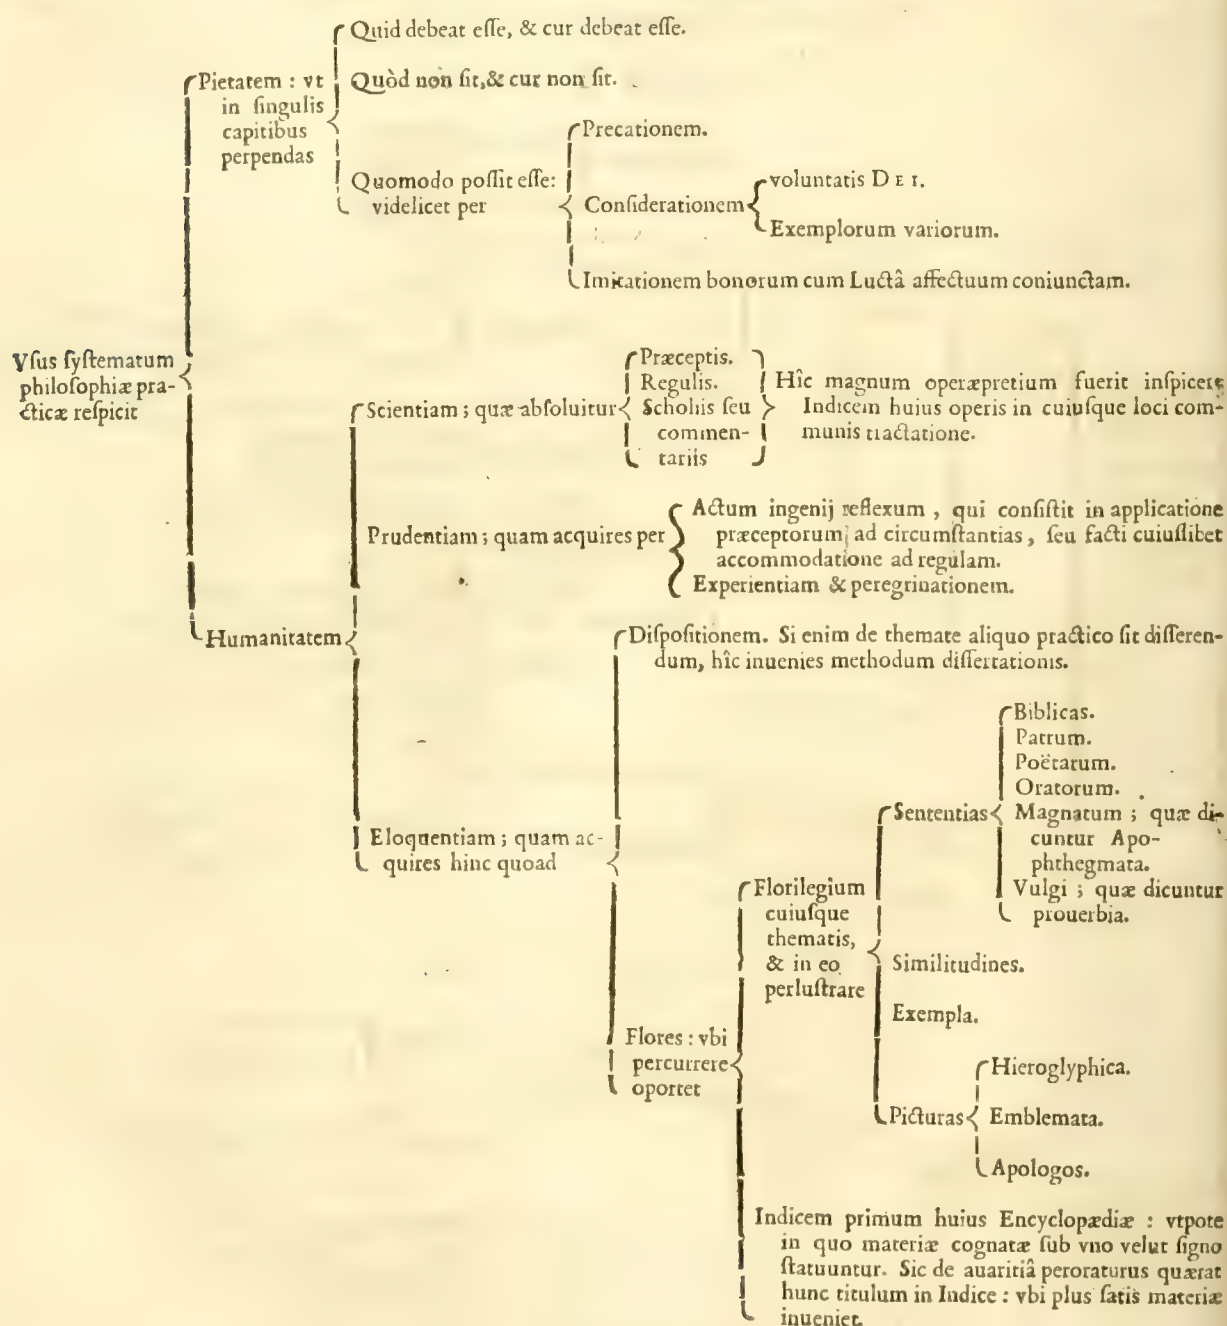 Quid debeat eſſe, & cur debeat eſſe.
Pietatem : vt
in ſingulis
capitibus
perpendas
Quòd non ſit, & cur non ſit.
Quomodo poſſit eſſe:
videlicet per
Precationem.
Conſiderationem
voluntatis DEI.
Exemplorum variorum.
Imitationem bonorum cum Luctâ affectuum coniunctam.
Vſus ſyſtematum
philoſophiæ pra-
cticæ reſpicit
Scientiam ; quæ abſoluitur
Præceptis.
Regulis.
Scholiis ſeu
commen-
tariis
Hîc magnum operæpretium fuerit inſpicere
Indicem huius operis in cuiuſque loci com-
munis tractatione.
Prudentiam ; quam acquires per
Actum ingenij reflexum , qui conſiſtit in applicatione
præceptorum ad circumſtantias , ſeu facti cuiuſlibet
accommodatione ad regulam.
Experientiam & peregrinationem.
Humanitatem
Diſpoſitionem. Si enim de themate aliquo practico ſit diſſeren-
dum, hîc inuenies methodum diſſertationis.
Eloquentiam ; quam ac-
quires hinc quoad
Biblicas.
Patrum.
Poëtarum.
Oratorum.
Sententias
Magnatum ; quæ di-
cuntur Apo-
phthegmata.
Vulgi ; quæ dicuntur
prouerbia.
Florilegium
cuiuſque
thematis,
& in eo
perluſtrare
Similitudines.
Exempla.
Flores : vbi
percurrere
oportet
Picturas
Hieroglyphica.
Emblemata.
Apologos.
Indicem primum huius Encyclopædiæ : vtpote
in quo materiæ cognatæ ſub vno velut ſigno
ſtatuuntur. Sic de auaritiâ peroraturus quærat
hunc titulum in Indice : vbi plus ſatis materiæ
inueniet.